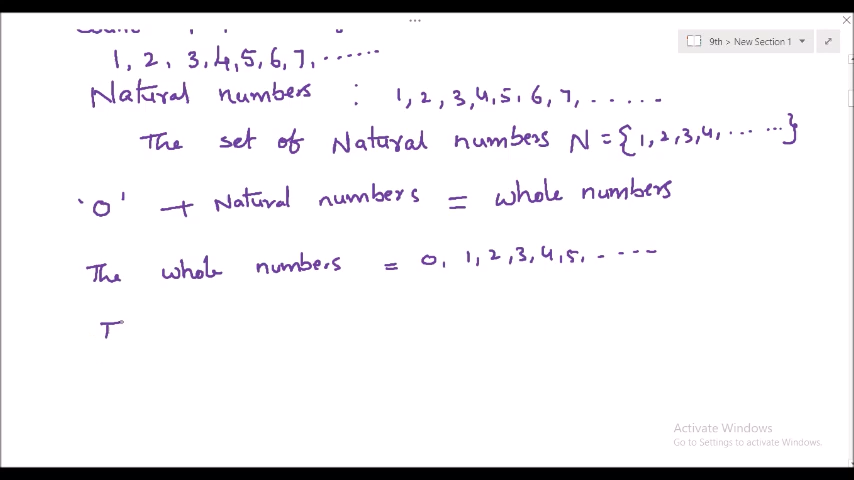 9th > New Section 1
1, 2, 3, 4, 5, 6, 7, ......
Natural numbers : 1, 2, 3, 4, 5, 6, 7, .....
The set of Natural numbers N = {1, 2, 3, 4, ... ...}
'0' + Natural numbers = whole numbers
The whole numbers = 0, 1, 2, 3, 4, 5, .....
T
Activate Windows
Go to Settings to activate Windows.